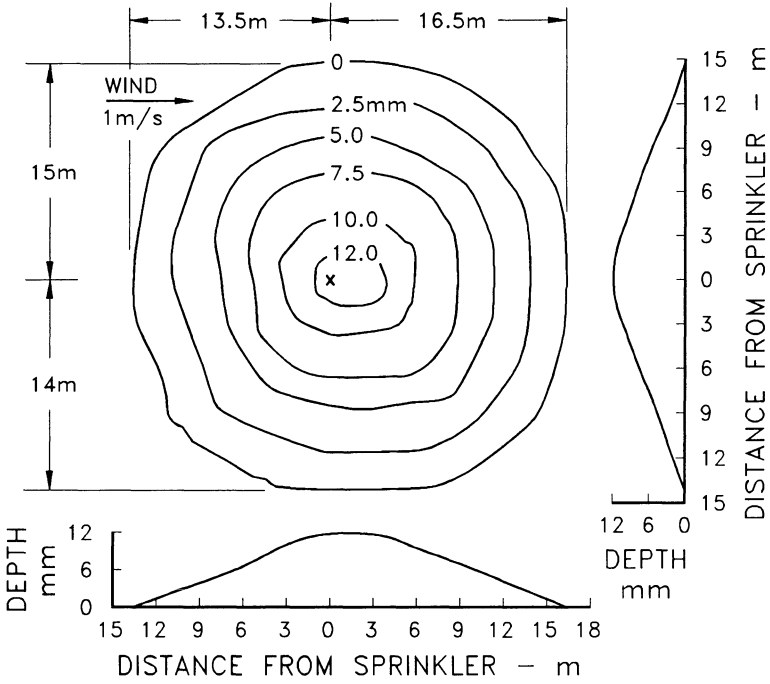 13.5m 16.5m
0
WIND
1m/s
2.5mm
5.0
7.5
10.0
12.0
x
15m
14m
15
12
9
6
3
0
3
6
9
12
15
DISTANCE FROM SPRINKLER - m
12 6 0
DEPTH
mm
DEPTH
mm
12
6
0
15 12 9 6 3 0 3 6 9 12 15 18
DISTANCE FROM SPRINKLER - m